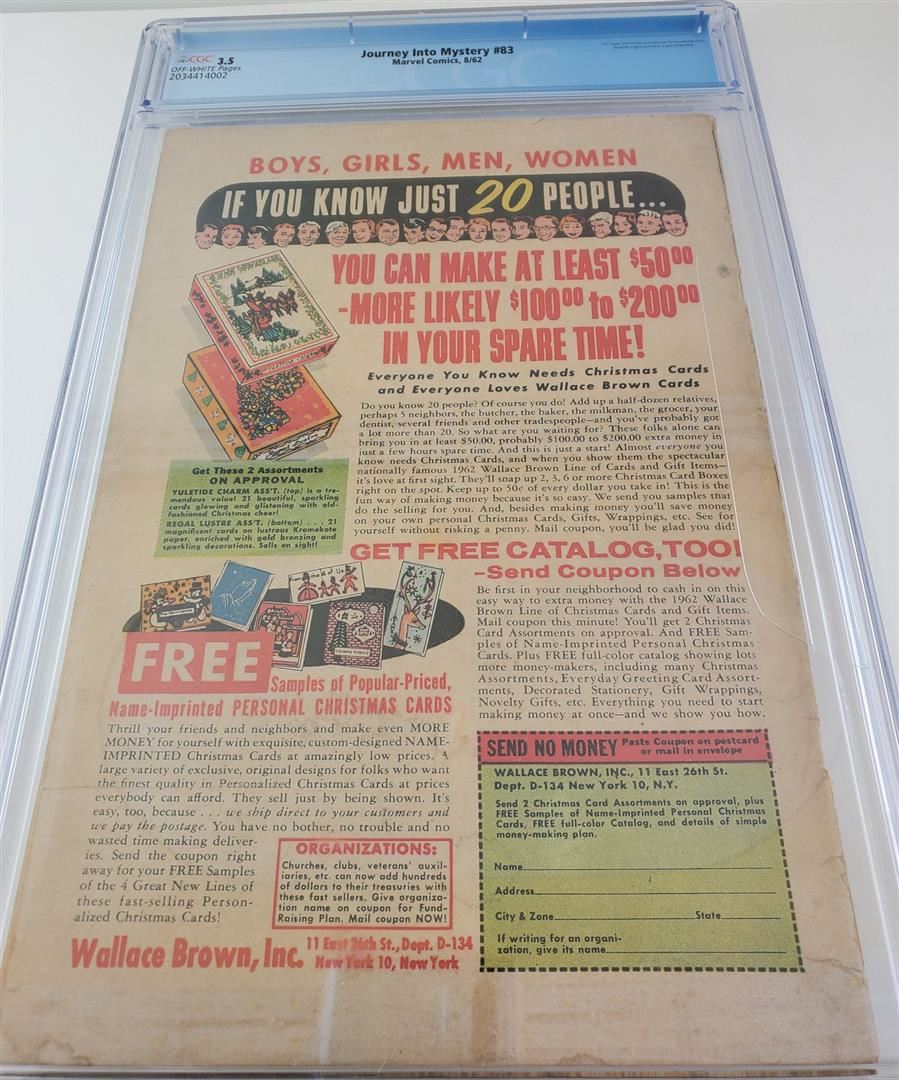 CGC 3.5
OFF-WHITE Pages
2034414002
Journey Into Mystery #83
Marvel Comics, 8/62
BOYS, GIRLS, MEN, WOMEN
IF YOU KNOW JUST 20 PEOPLE...
YOU CAN MAKE AT LEAST $50⁰⁰
-MORE LIKELY $100⁰⁰ to $200⁰⁰
IN YOUR SPARE TIME!
Everyone You Know Needs Christmas Cards
and Everyone Loves Wallace Brown Cards
Do you know 20 people? Of course you do! Add up a half-dozen relatives,
perhaps 5 neighbors, the butcher, the baker, the milkman, the grocer, your
dentist, several friends and other tradespeople—and you've probably got
a lot more than 20. So what are you waiting for? These folks alone can
bring you in at least $50.00, probably $100.00 to $200.00 extra money in
just a few hours spare time. And this is just a start! Almost everyone you
know needs Christmas Cards, and when you show them the spectacular
nationally famous 1962 Wallace Brown Line of Cards and Gift Items—
it's love at first sight. They'll snap up 2, 3, 6 or more Christmas Card Boxes
right on the spot. Keep up to 50¢ of every dollar you take in! This is the
fun way of making money because it's so easy. We send you samples that
do the selling for you. And, besides making money you'll save money
on your own personal Christmas Cards, Gifts, Wrappings, etc. See for
yourself without risking a penny. Mail coupon, you'll be glad you did!
Get These 2 Assortments
ON APPROVAL
YULETIDE CHARM ASS'T. (top) is a tre-
mendous value! 21 beautiful, sparkling
cards glowing and glistening with old-
fashioned Christmas cheer!
REGAL LUSTRE ASS'T. (bottom) . . . 21
magnificent cards on lustrous Kromekote
paper, enriched with gold bronzing and
sparkling decorations. Sells on sight!
GET FREE CATALOG, TOO!
-Send Coupon Below
Be first in your neighborhood to cash in on this
easy way to extra money with the 1962 Wallace
Brown Line of Christmas Cards and Gift Items.
Mail coupon this minute! You'll get 2 Christmas
Card Assortments on approval. And FREE Sam-
ples of Name-Imprinted Personal Christmas
Cards. Plus FREE full-color catalog showing lots
more money-makers, including many Christmas
Assortments, Everyday Greeting Card Assort-
ments, Decorated Stationery, Gift Wrappings,
Novelty Gifts, etc. Everything you need to start
making money at once—and we show you how.
FREE
Samples of Popular-Priced,
Name-Imprinted PERSONAL CHRISTMAS CARDS
Thrill your friends and neighbors and make even MORE
MONEY for yourself with exquisite, custom-designed NAME-
IMPRINTED Christmas Cards at amazingly low prices. A
large variety of exclusive, original designs for folks who want
the finest quality in Personalized Christmas Cards at prices
everybody can afford. They sell just by being shown. It's
easy, too, because . . . we ship direct to your customers and
we pay the postage. You have no bother, no trouble and no
wasted time making deliver-
ies. Send the coupon right
away for your FREE Samples
of the 4 Great New Lines of
these fast-selling Person-
alized Christmas Cards!
ORGANIZATIONS:
Churches, clubs, veterans' auxil-
iaries, etc. can now add hundreds
of dollars to their treasuries with
these fast sellers. Give organiza-
tion name on coupon for Fund-
Raising Plan. Mail coupon NOW!
Wallace Brown, Inc. 11 East 26th St., Dept. D-134
New York 10, New York
SEND NO MONEY Paste Coupon on postcard
or mail in envelope
WALLACE BROWN, INC., 11 East 26th St.
Dept. D-134 New York 10, N.Y.
Send 2 Christmas Card Assortments on approval, plus
FREE Samples of Name-Imprinted Personal Christmas
Cards, FREE full-color Catalog, and details of simple
money-making plan.
Name
Address
City & Zone State
If writing for an organi-
zation, give its name